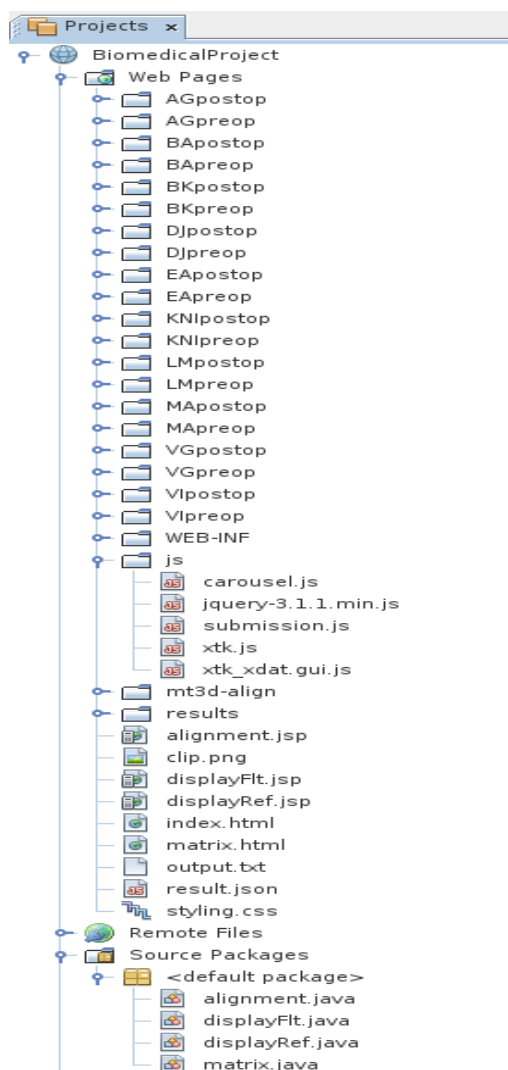 Projects x
BiomedicalProject
Web Pages
AGpostop
AGpreop
BApostop
BApreop
BKpostop
BKpreop
DJpostop
DJpreop
EApostop
EApreop
KNIpostop
KNIpreop
LMpostop
LMpreop
MApostop
MApreop
VGpostop
VGpreop
VIpostop
VIpreop
WEB-INF
js
carousel.js
jquery-3.1.1.min.js
submission.js
xtk.js
xtk_xdat.gui.js
mt3d-align
results
alignment.jsp
clip.png
displayFlt.jsp
displayRef.jsp
index.html
matrix.html
output.txt
result.json
styling.css
Remote Files
Source Packages
<default package>
alignment.java
displayFlt.java
displayRef.java
matrix.java